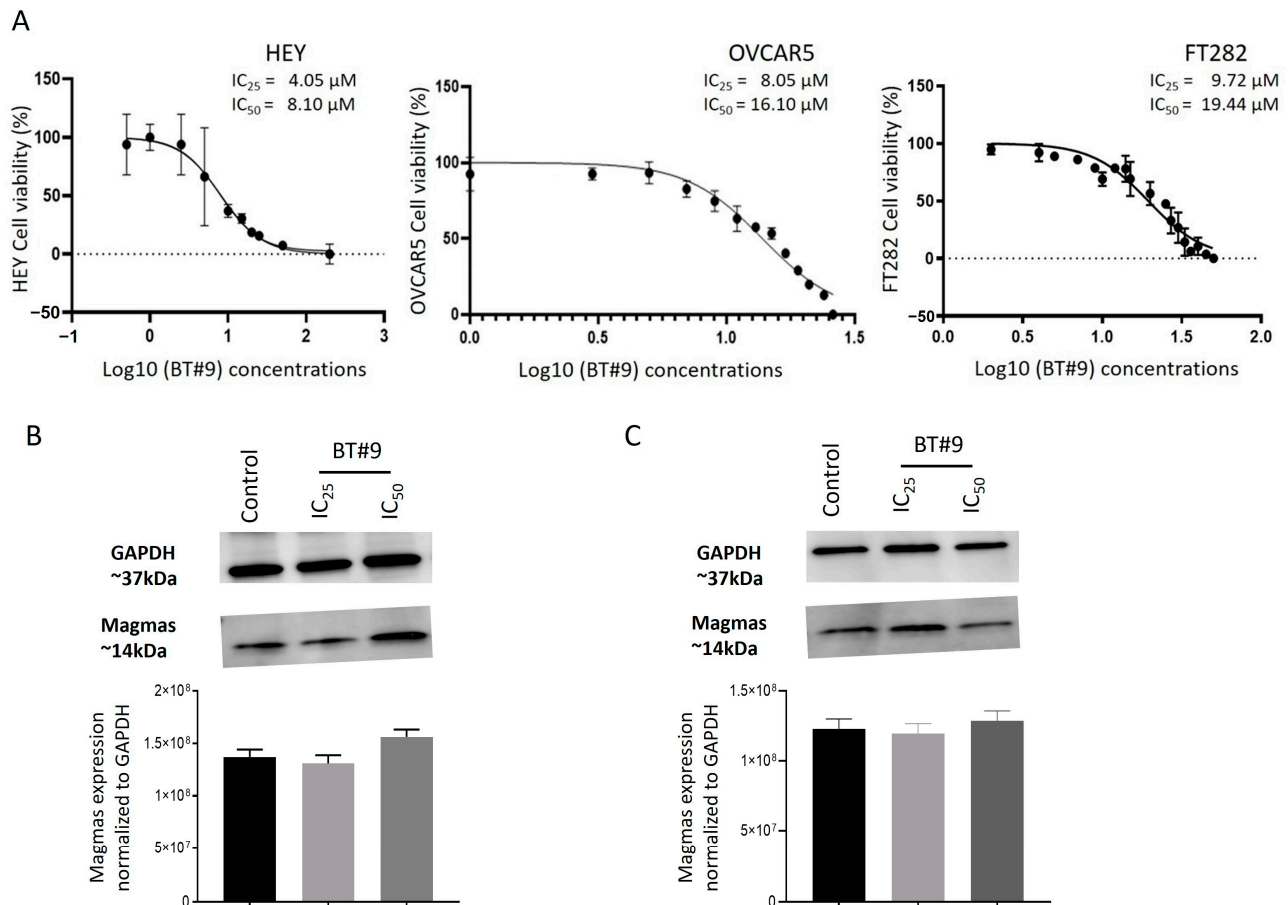 A
HEY
IC25 = 4.05 µM
IC50 = 8.10 µM
HEY Cell viability (%)
150
100
50
0
−50
−1
0
1
2
3
Log10 (BT#9) concentrations
OVCAR5
IC25 = 8.05 µM
IC50 = 16.10 µM
OVCAR5 Cell viability (%)
150
100
50
0
0.0
0.5
1.0
1.5
Log10 (BT#9) concentrations
FT282
IC25 = 9.72 µM
IC50 = 19.44 µM
FT282 Cell viability (%)
150
100
50
0
−50
0.0
0.5
1.0
1.5
2.0
Log10 (BT#9) concentrations
B
Control
BT#9
IC25
IC50
GAPDH
~37kDa
Magmas
~14kDa
Magmas expression
normalized to GAPDH
2×10⁸
1.5×10⁸
1×10⁸
5×10⁷
0
C
Control
BT#9
IC25
IC50
GAPDH
~37kDa
Magmas
~14kDa
Magmas expression
normalized to GAPDH
1.5×10⁸
1×10⁸
5×10⁷
0